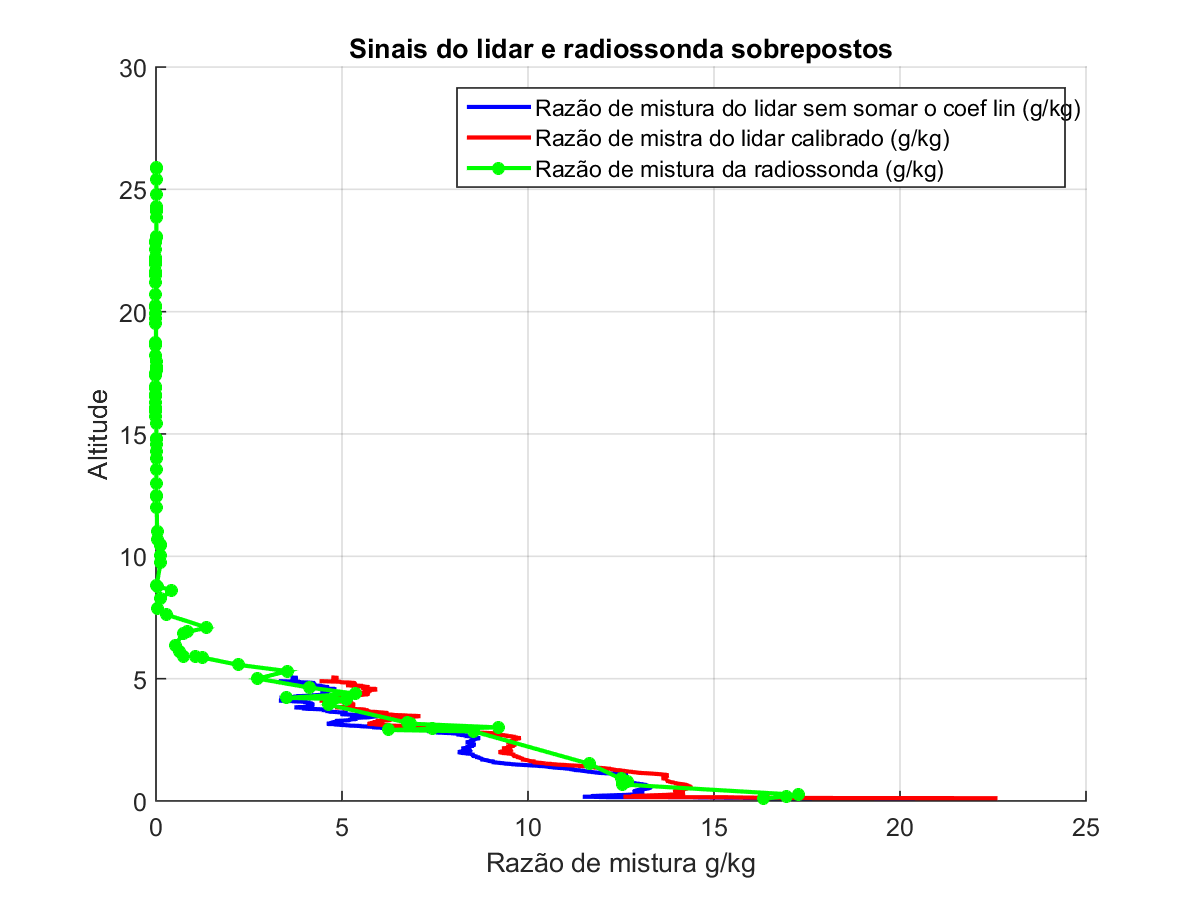 Sinais do lidar e radiossonda sobrepostos
30
Razão de mistura do lidar sem somar o coef lin (g/kg)
Razão de mistra do lidar calibrado (g/kg)
Razão de mistura da radiossonda (g/kg)
25
20
15
10
5
0
Altitude
0 5 10 15 20 25
Razão de mistura g/kg